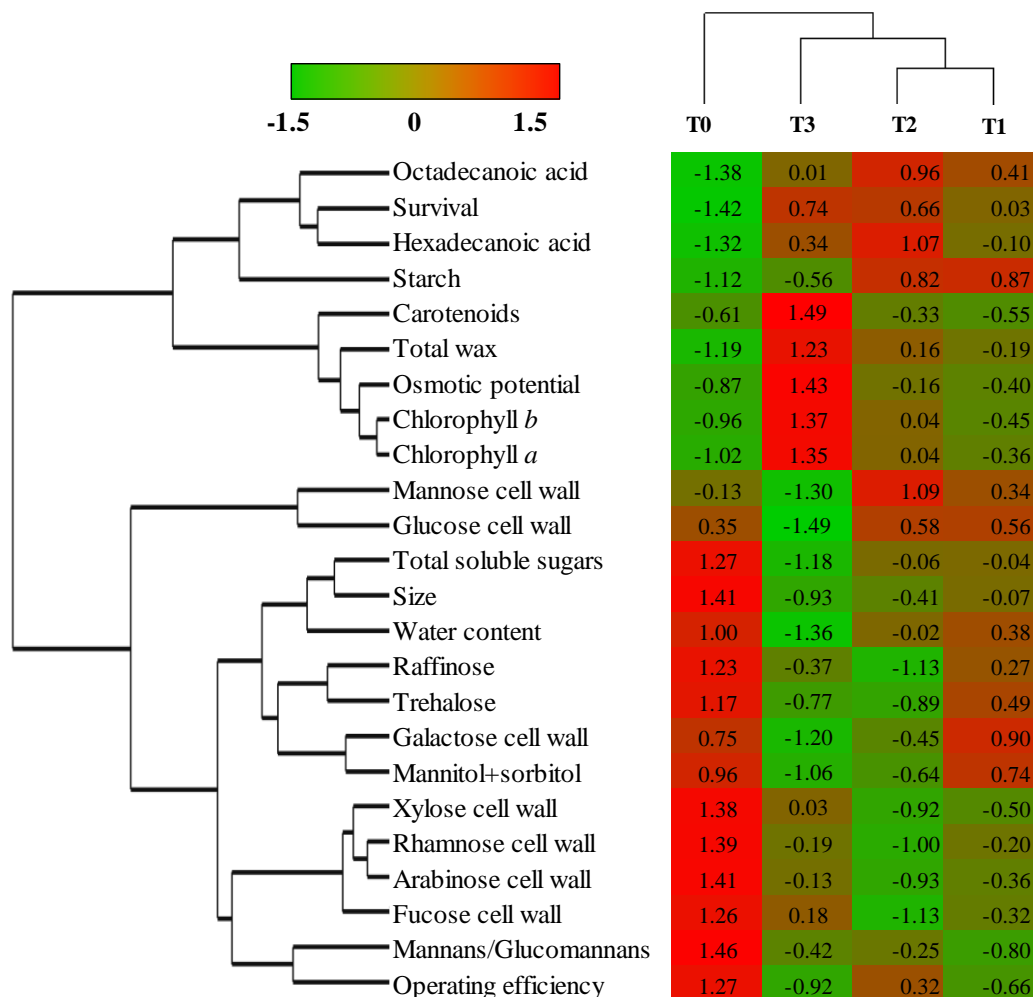 -1.5 0 1.5
T0 T3 T2 T1
Octadecanoic acid -1.38 0.01 0.96 0.41
Survival -1.42 0.74 0.66 0.03
Hexadecanoic acid -1.32 0.34 1.07 -0.10
Starch -1.12 -0.56 0.82 0.87
Carotenoids -0.61 1.49 -0.33 -0.55
Total wax -1.19 1.23 0.16 -0.19
Osmotic potential -0.87 1.43 -0.16 -0.40
Chlorophyll b -0.96 1.37 0.04 -0.45
Chlorophyll a -1.02 1.35 0.04 -0.36
Mannose cell wall -0.13 -1.30 1.09 0.34
Glucose cell wall 0.35 -1.49 0.58 0.56
Total soluble sugars 1.27 -1.18 -0.06 -0.04
Size 1.41 -0.93 -0.41 -0.07
Water content 1.00 -1.36 -0.02 0.38
Raffinose 1.23 -0.37 -1.13 0.27
Trehalose 1.17 -0.77 -0.89 0.49
Galactose cell wall 0.75 -1.20 -0.45 0.90
Mannitol+sorbitol 0.96 -1.06 -0.64 0.74
Xylose cell wall 1.38 0.03 -0.92 -0.50
Rhamnose cell wall 1.39 -0.19 -1.00 -0.20
Arabinose cell wall 1.41 -0.13 -0.93 -0.36
Fucose cell wall 1.26 0.18 -1.13 -0.32
Mannans/Glucomannans 1.46 -0.42 -0.25 -0.80
Operating efficiency 1.27 -0.92 0.32 -0.66